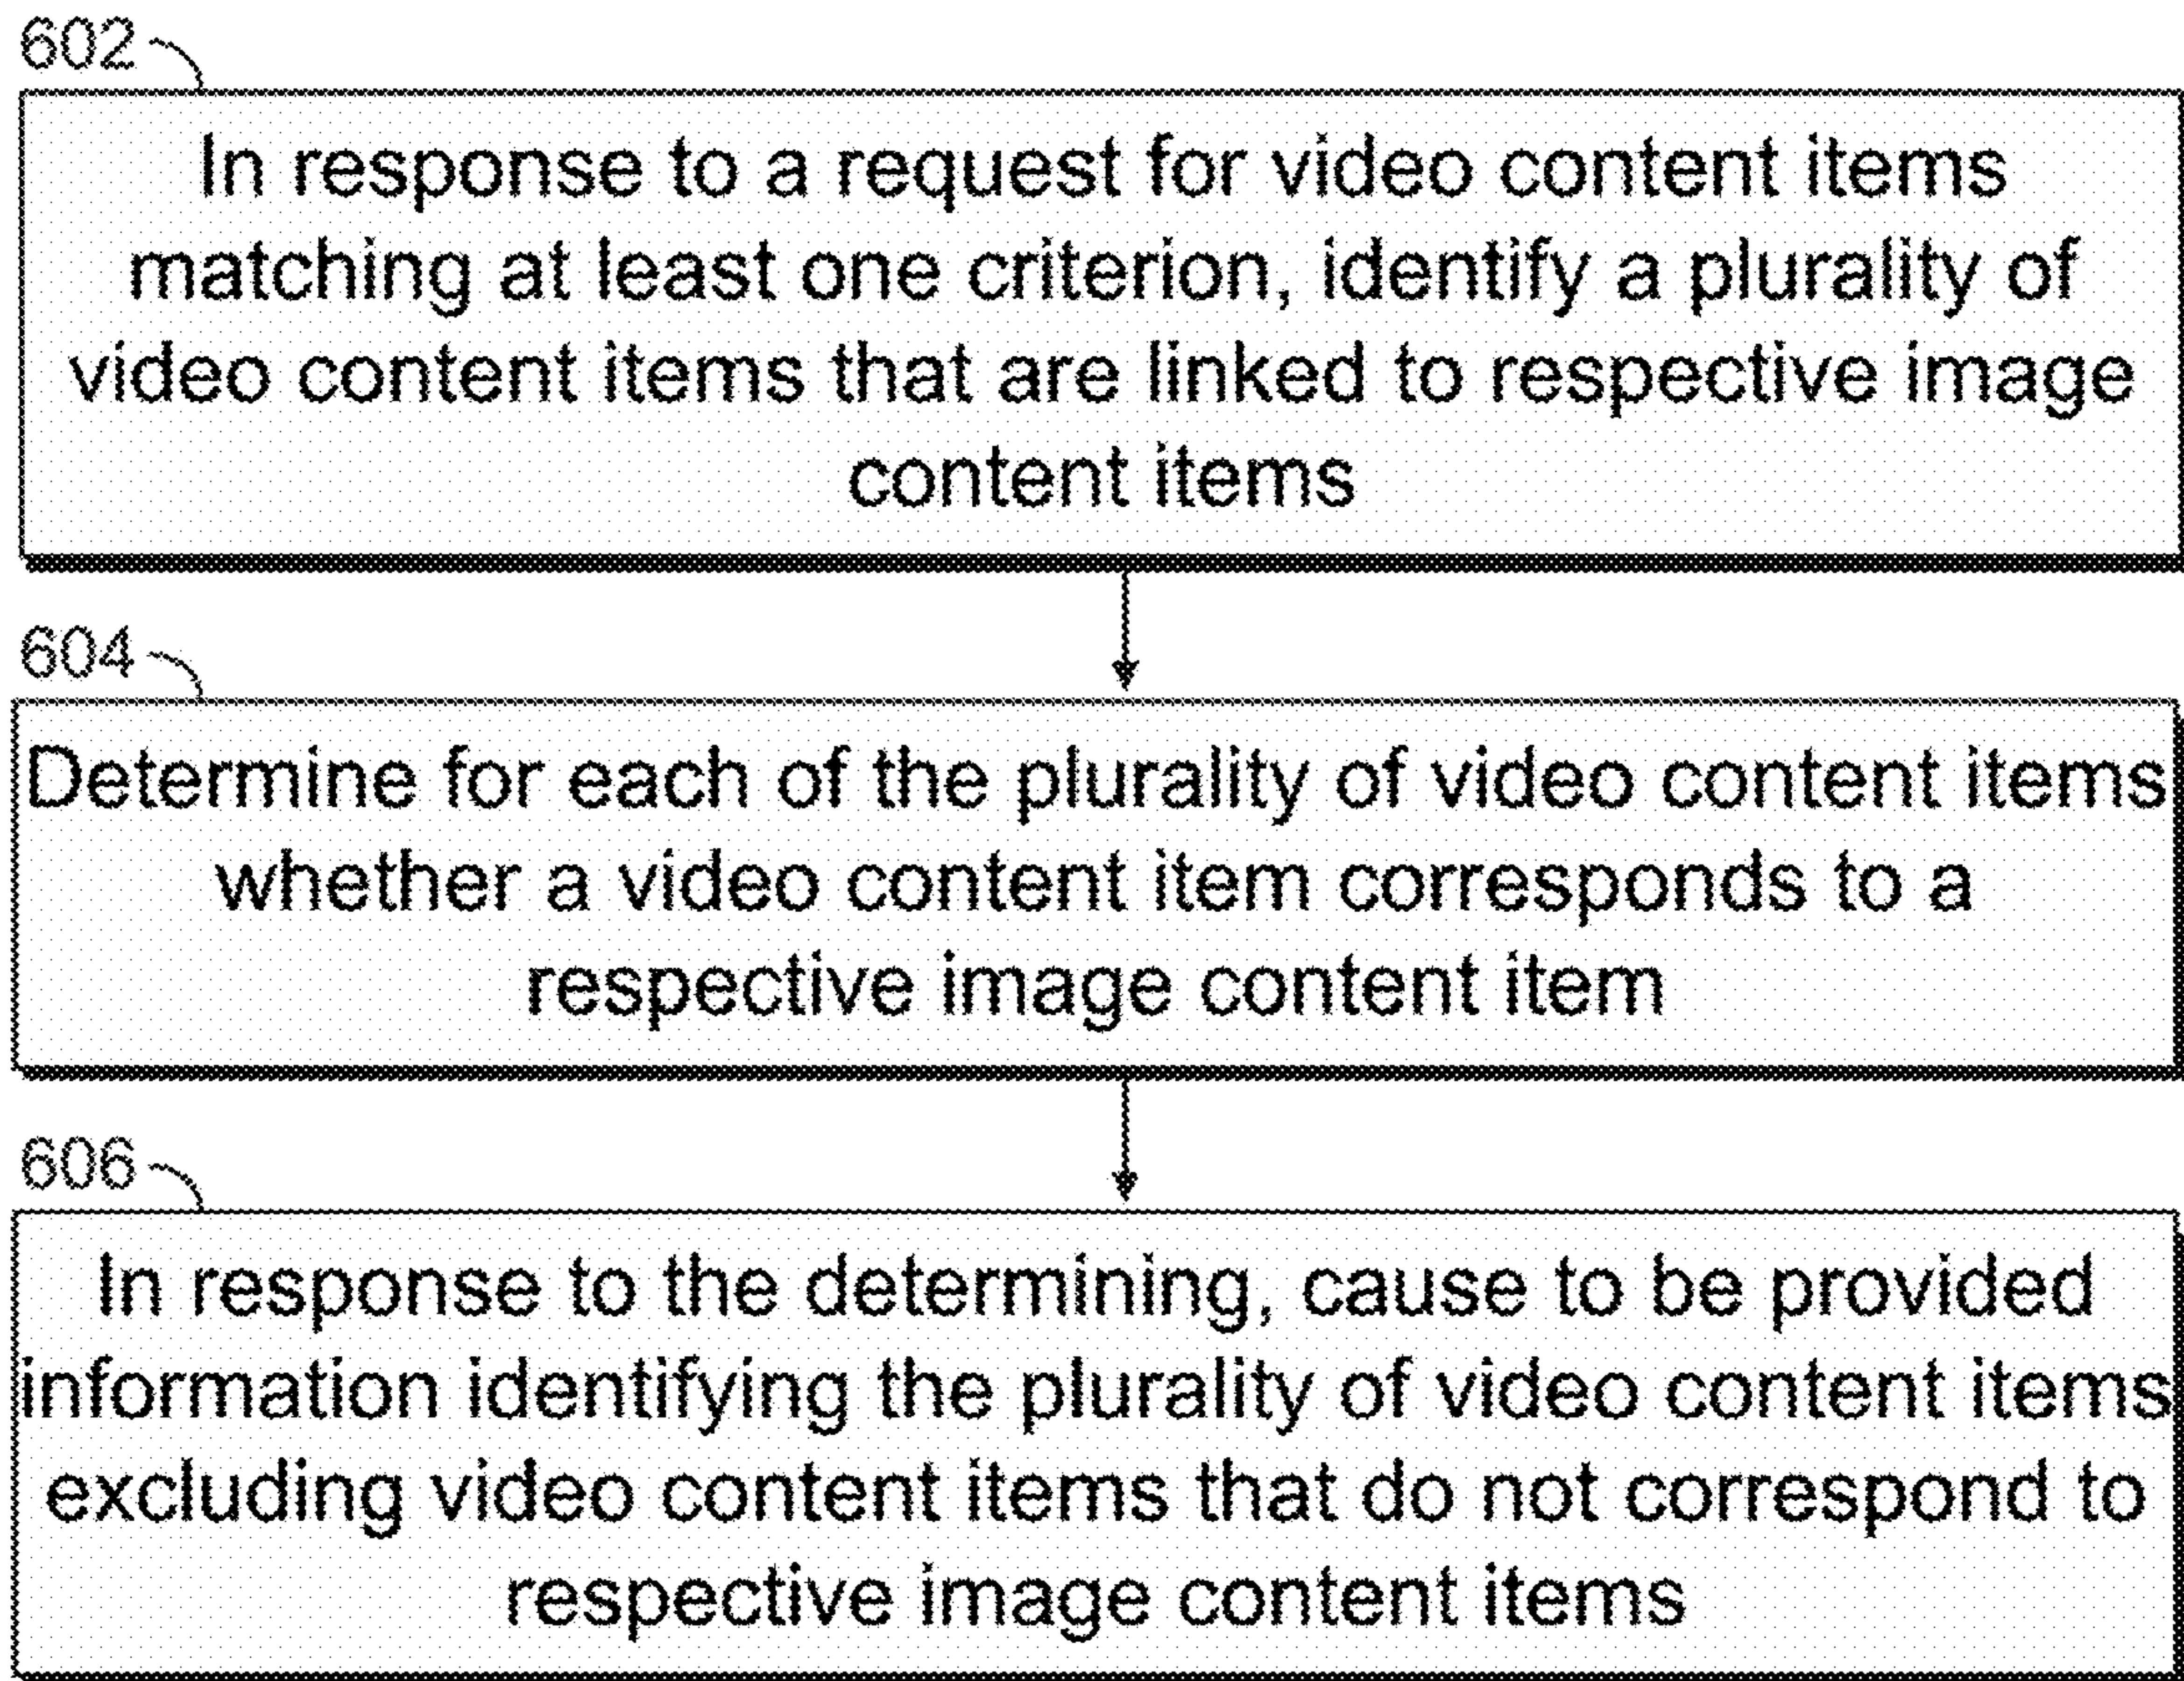 602
In response to a request for video content items
matching at least one criterion, identify a plurality of
video content items that are linked to respective image
content items
604
Determine for each of the plurality of video content items
whether a video content item corresponds to a
respective image content item
606
In response to the determining, cause to be provided
information identifying the plurality of video content items
excluding video content items that do not correspond to
respective image content items